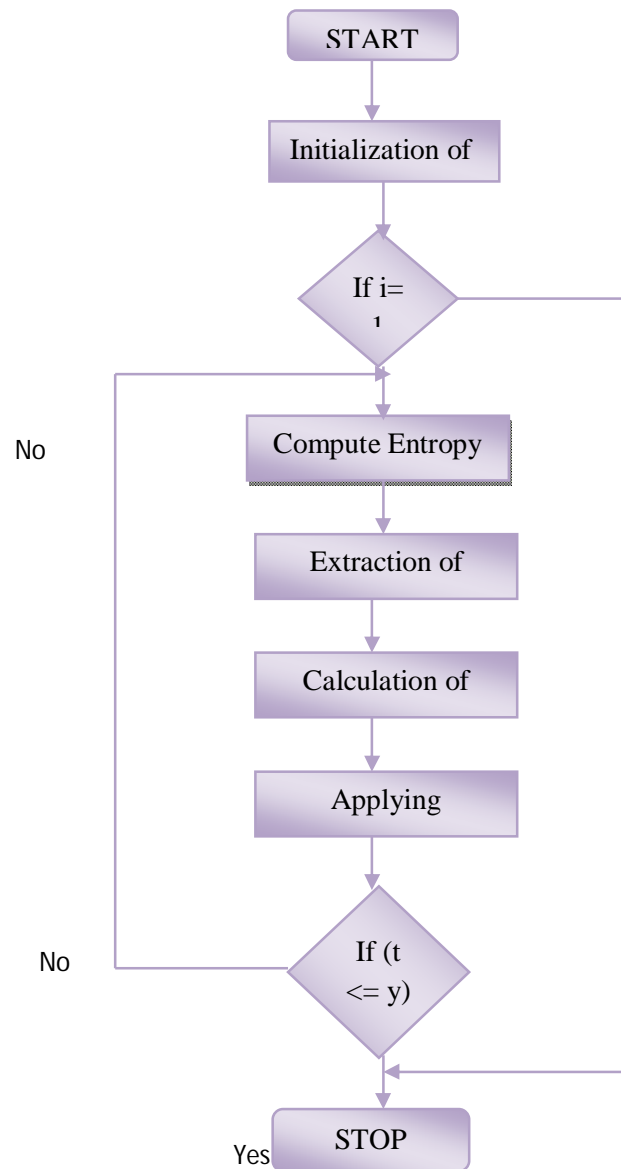 START
Initialization of
If i=
1
No
Compute Entropy
Extraction of
Calculation of
Applying
No
If (t
<= y)
Yes
STOP